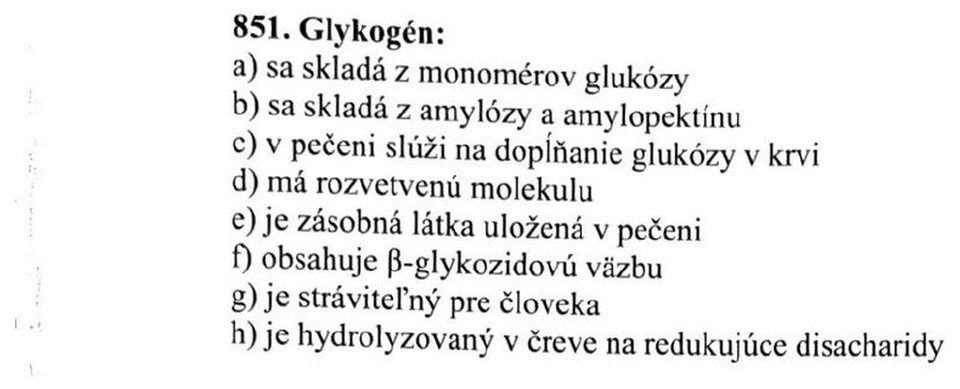 851. Glykogén:
a) sa skladá z monomérov glukózy
b) sa skladá z amylózy a amylopektínu
c) v pečeni slúži na dopĺňanie glukózy v krvi
d) má rozvetvenú molekulu
e) je zásobná látka uložená v pečeni
f) obsahuje β-glykozidovú väzbu
g) je stráviteľný pre človeka
h) je hydrolyzovaný v čreve na redukujúce disacharidy